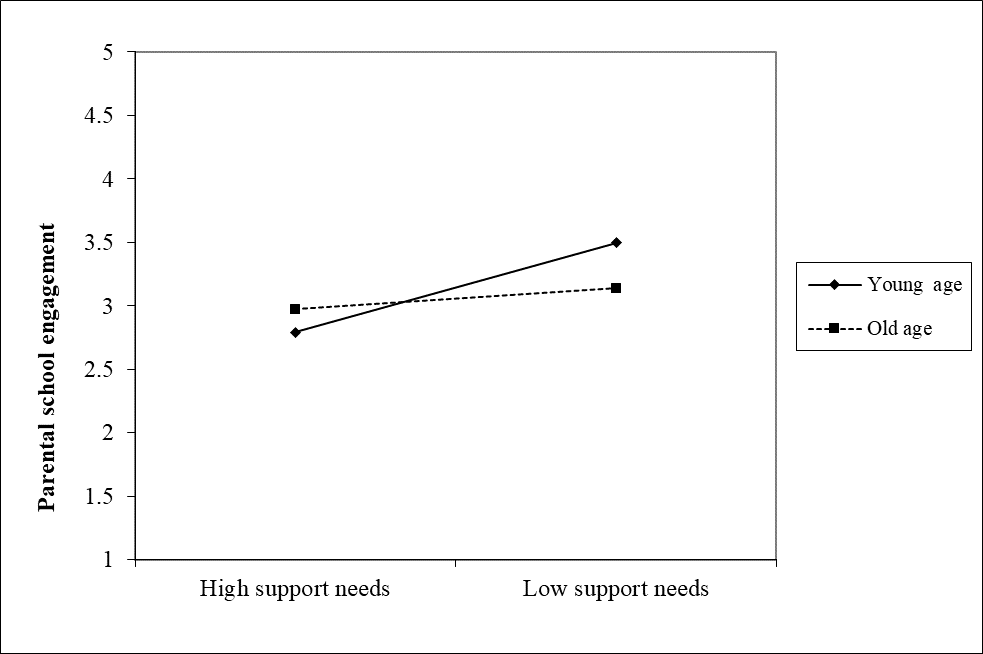 5
4.5
4
3.5
3
2.5
2
1.5
1
Parental school engagement
High support needs
Low support needs
Young age
Old age